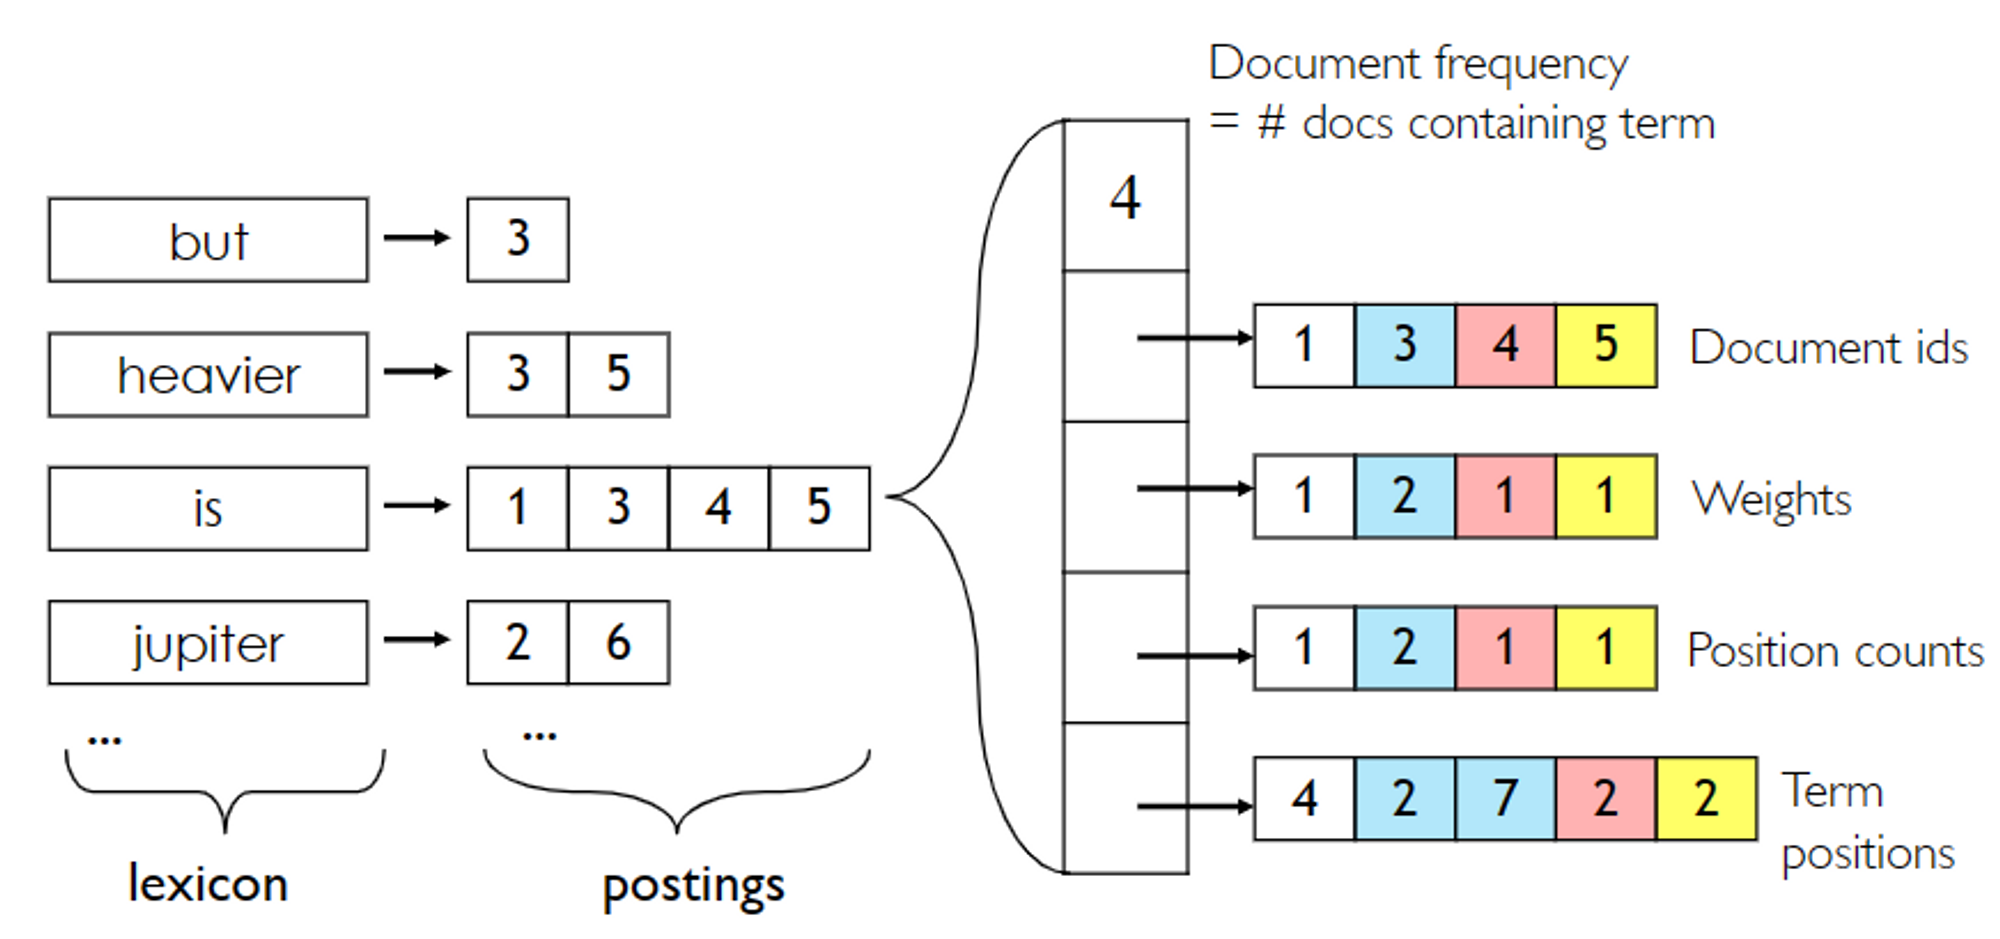 Document frequency
= # docs containing term
4
but 3
heavier 3 5
is 1 3 4 5
jupiter 2 6
... ...
lexicon postings
1 3 4 5 Document ids
1 2 1 1 Weights
1 2 1 1 Position counts
4 2 7 2 2 Term
positions